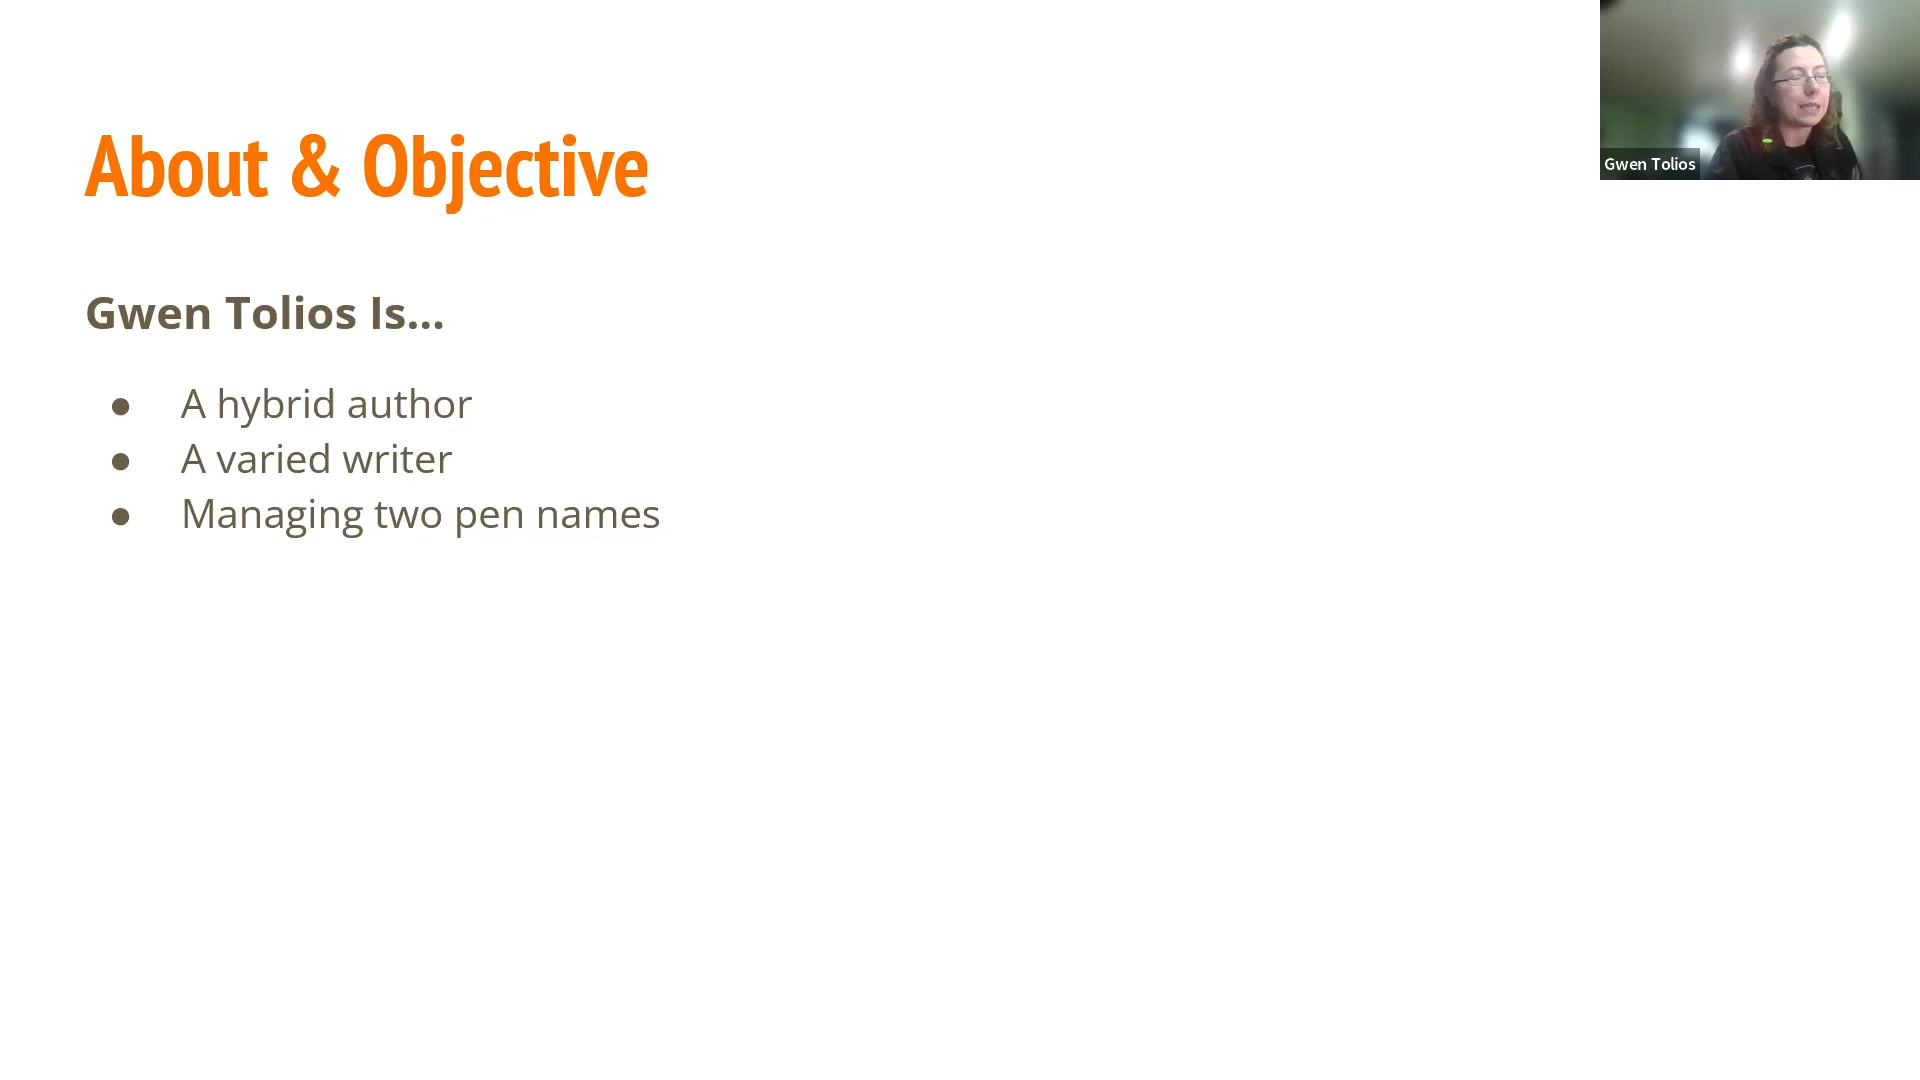 About & Objective
Gwen Tolios Is...
● A hybrid author
● A varied writer
● Managing two pen names
Gwen Tolios